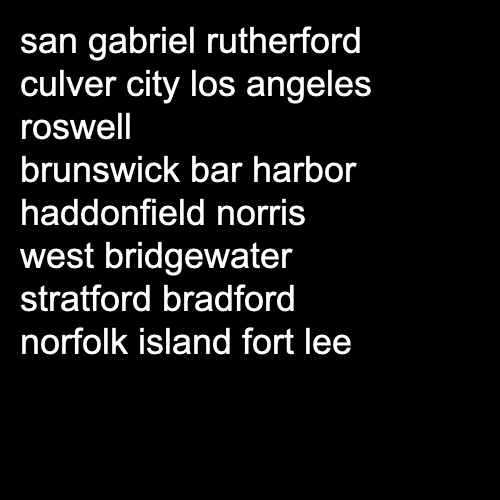 san gabriel rutherford
culver city los angeles
roswell
brunswick bar harbor
haddonfield norris
west bridgewater
stratford bradford
norfolk island fort lee